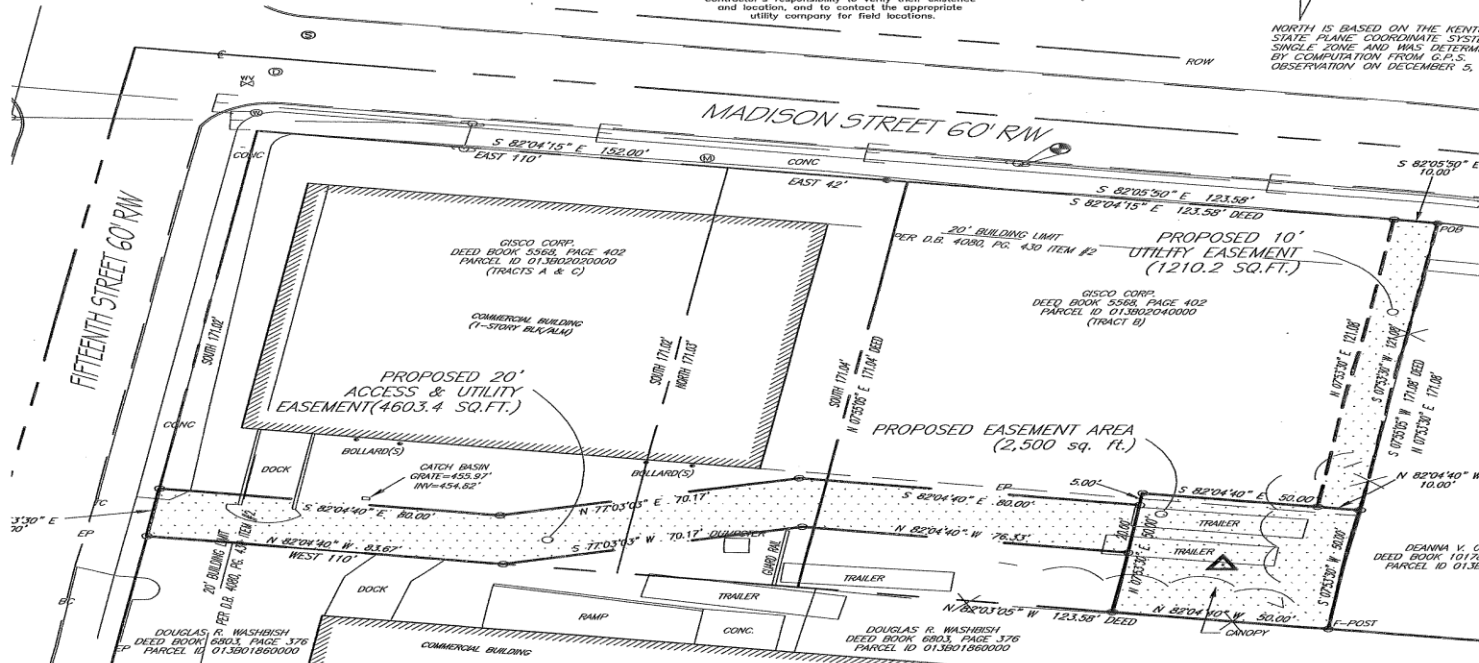 and location, and to contact the appropriate
utility company for field locations.
NORTH IS BASED ON THE
STATE PLANE COORDINATE
SINGLE ZONE AND WAS
BY COMPUTATION FROM G.P.S.
OBSERVATION ON DECEMBER 5,
ROW
MADISON STREET 60' R/W
FIFTEENTH STREET 60' R/W
CONC
S 82°04'15" E 152.00'
EAST 110'
CONC
EAST 42'
S 82°05'50" E
10.00'
S 82°05'50" E 123.58'
S 82°04'15" E 123.58' DEED
POB
20' BUILDING LIMIT
PER D.B. 4080, PG. 430 ITEM #2
PROPOSED 10'
UTILITY EASEMENT
(1210.2 SQ.FT.)
GISCO CORP.
DEED BOOK 5568, PAGE 402
PARCEL ID 013B02020000
(TRACTS A & C)
GISCO CORP.
DEED BOOK 5568, PAGE 402
PARCEL ID 013B02040000
(TRACT B)
COMMERCIAL BUILDING
(1-STORY BLK/ALM)
SOUTH 171.02'
SOUTH 171.02'
NORTH 171.03'
SOUTH 171.04'
N 07°55'05" E 171.04' DEED
N 07°53'30" E 121.08'
S 07°53'30" W 121.08'
S 07°55'05" W 171.08' DEED
N 07°53'30" E 171.08'
PROPOSED 20'
ACCESS & UTILITY
EASEMENT(4603.4 SQ.FT.)
PROPOSED EASEMENT AREA
(2,500 sq. ft.)
CONC
DOCK
BOLLARD(S)
CATCH BASIN
GRATE=455.97'
INV=454.82'
BOLLARD(S)
EP
5.00'
N 82°04'40" W
10.00'
S 82°04'40" E 80.00'
N 77°03'03" E 70.17'
S 82°04'40" E 80.00'
S 82°04'40" E 50.00'
TC
EP
N 82°04'40" W 83.67'
WEST 110'
S 77°03'03" W 70.17'
DUMPSTER
N 82°04'40" W 76.33'
20.00'
N 07°53'30" E 50.00'
TRAILER
TRAILER
S 07°53'30" W 50.00'
20' BUILDING LIMIT
PER D.B. 4080, PG. 430 ITEM #2
GUARD RAIL
TRAILER
TRAILER
DEANNA V.
DEED BOOK
PARCEL ID
BC
DOCK
RAMP
CONC.
N 82°03'05" W 123.58' DEED
N 82°04'40" W 50.00'
CANOPY
F-POST
EP
DOUGLAS R. WASHBISH
DEED BOOK 6803, PAGE 376
PARCEL ID 013B01860000
COMMERCIAL BUILDING
DOUGLAS R. WASHBISH
DEED BOOK 6803, PAGE 376
PARCEL ID 013B01860000